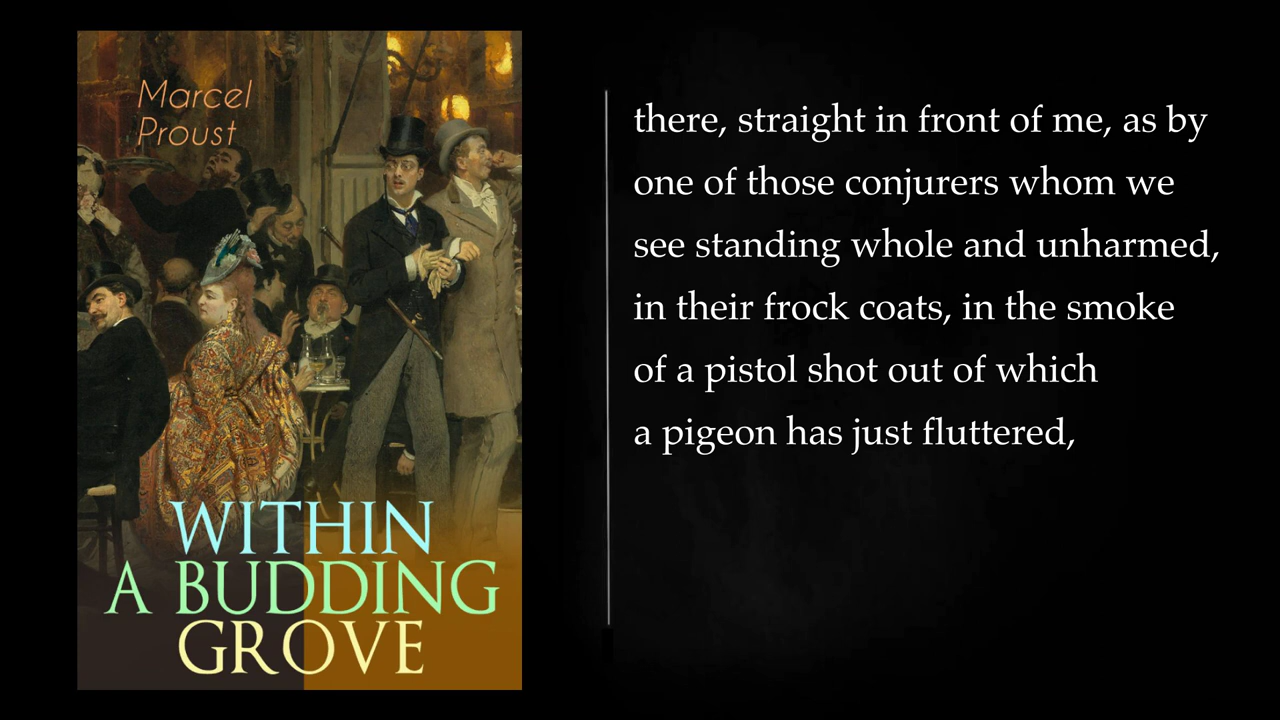 Marcel
Proust
WITHIN
A BUDDING
GROVE
there, straight in front of me, as by
one of those conjurers whom we
see standing whole and unharmed,
in their frock coats, in the smoke
of a pistol shot out of which
a pigeon has just fluttered,